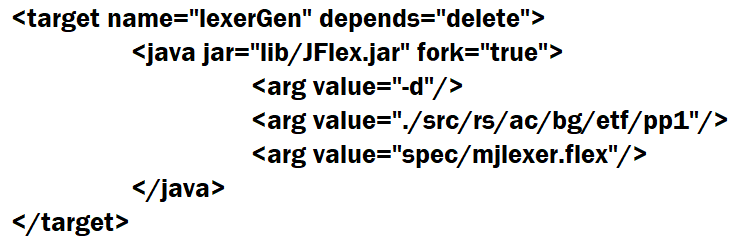 <target name="lexerGen" depends="delete">
<java jar="lib/JFlex.jar" fork="true">
<arg value="-d"/>
<arg value="./src/rs/ac/bg/etf/pp1"/>
<arg value="spec/mjlexer.flex"/>
</java>
</target>